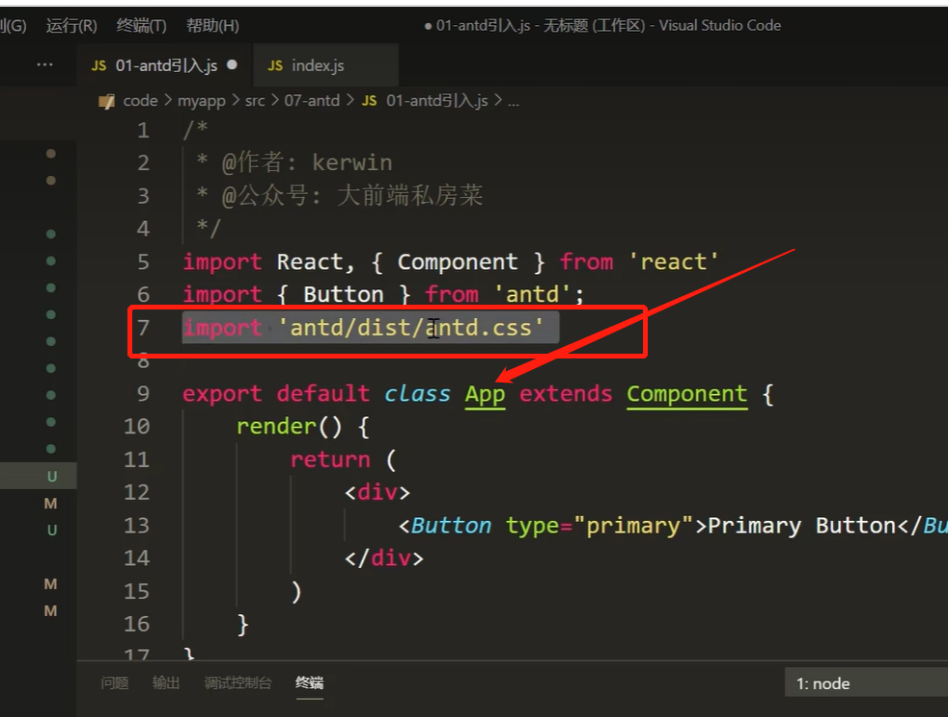 运行(R) 终端(T) 帮助(H) ● 01-antd引入.js - 无标题 (工作区) - Visual Studio Code
··· JS 01-antd引入.js ● JS index.js
code > myapp > src > 07-antd > JS 01-antd引入.js > ...
1 /*
2 * @作者: kerwin
3 * @公众号: 大前端私房菜
4 */
5 import React, { Component } from 'react'
6 import { Button } from 'antd';
7 import 'antd/dist/antd.css'
8
9 export default class App extends Component {
10 render() {
11 return (
U
12 <div>
M
13 <Button type="primary">Primary Button</Bu
U
14 </div>
15 )
M
16 }
M
17 }
问题 输出 调试控制台 终端 1: node